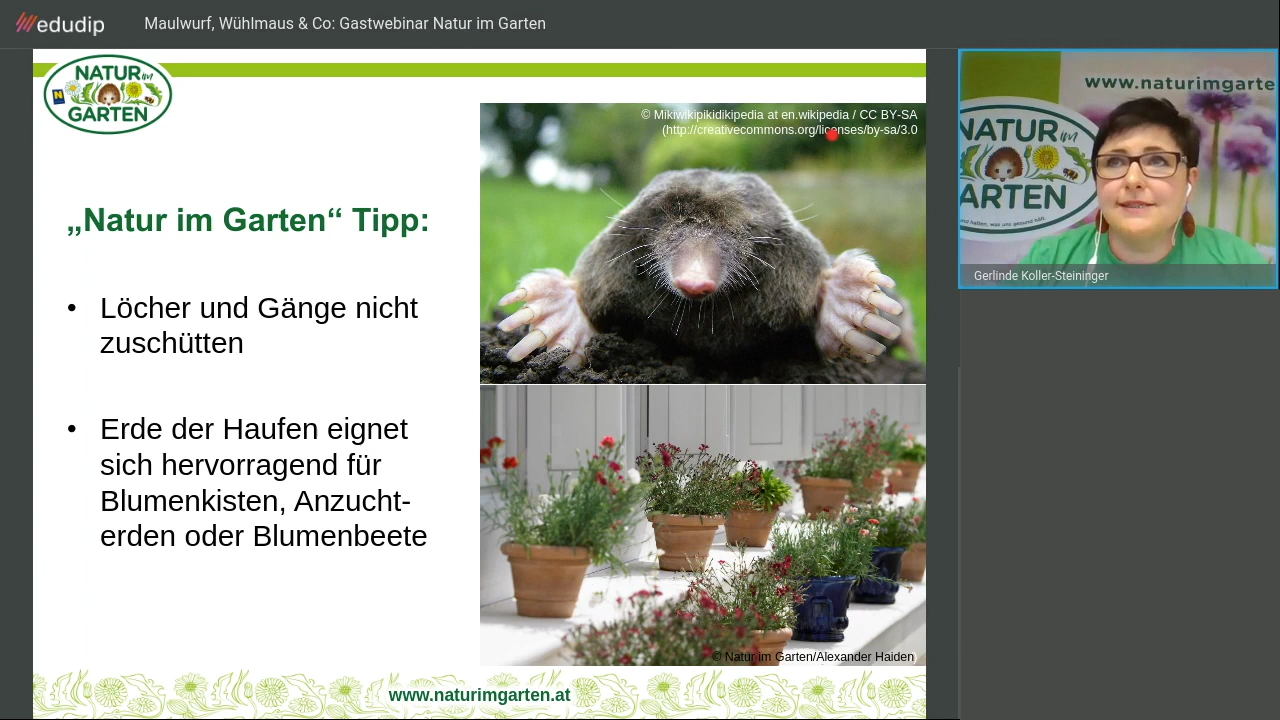 edudip
Maulwurf, Wühlmaus & Co: Gastwebinar Natur im Garten
NATUR im
GARTEN
© Mikiwikipikidikipedia at en.wikipedia / CC BY-SA
(http://creativecommons.org/licenses/by-sa/3.0
„Natur im Garten“ Tipp:
• Löcher und Gänge nicht
zuschütten
• Erde der Haufen eignet
sich hervorragend für
Blumenkisten, Anzucht-
erden oder Blumenbeete
© Natur im Garten/Alexander Haiden
www.naturimgarten.at
www.naturimgarte
NATUR im
GARTEN
Gerlinde Koller-Steininger